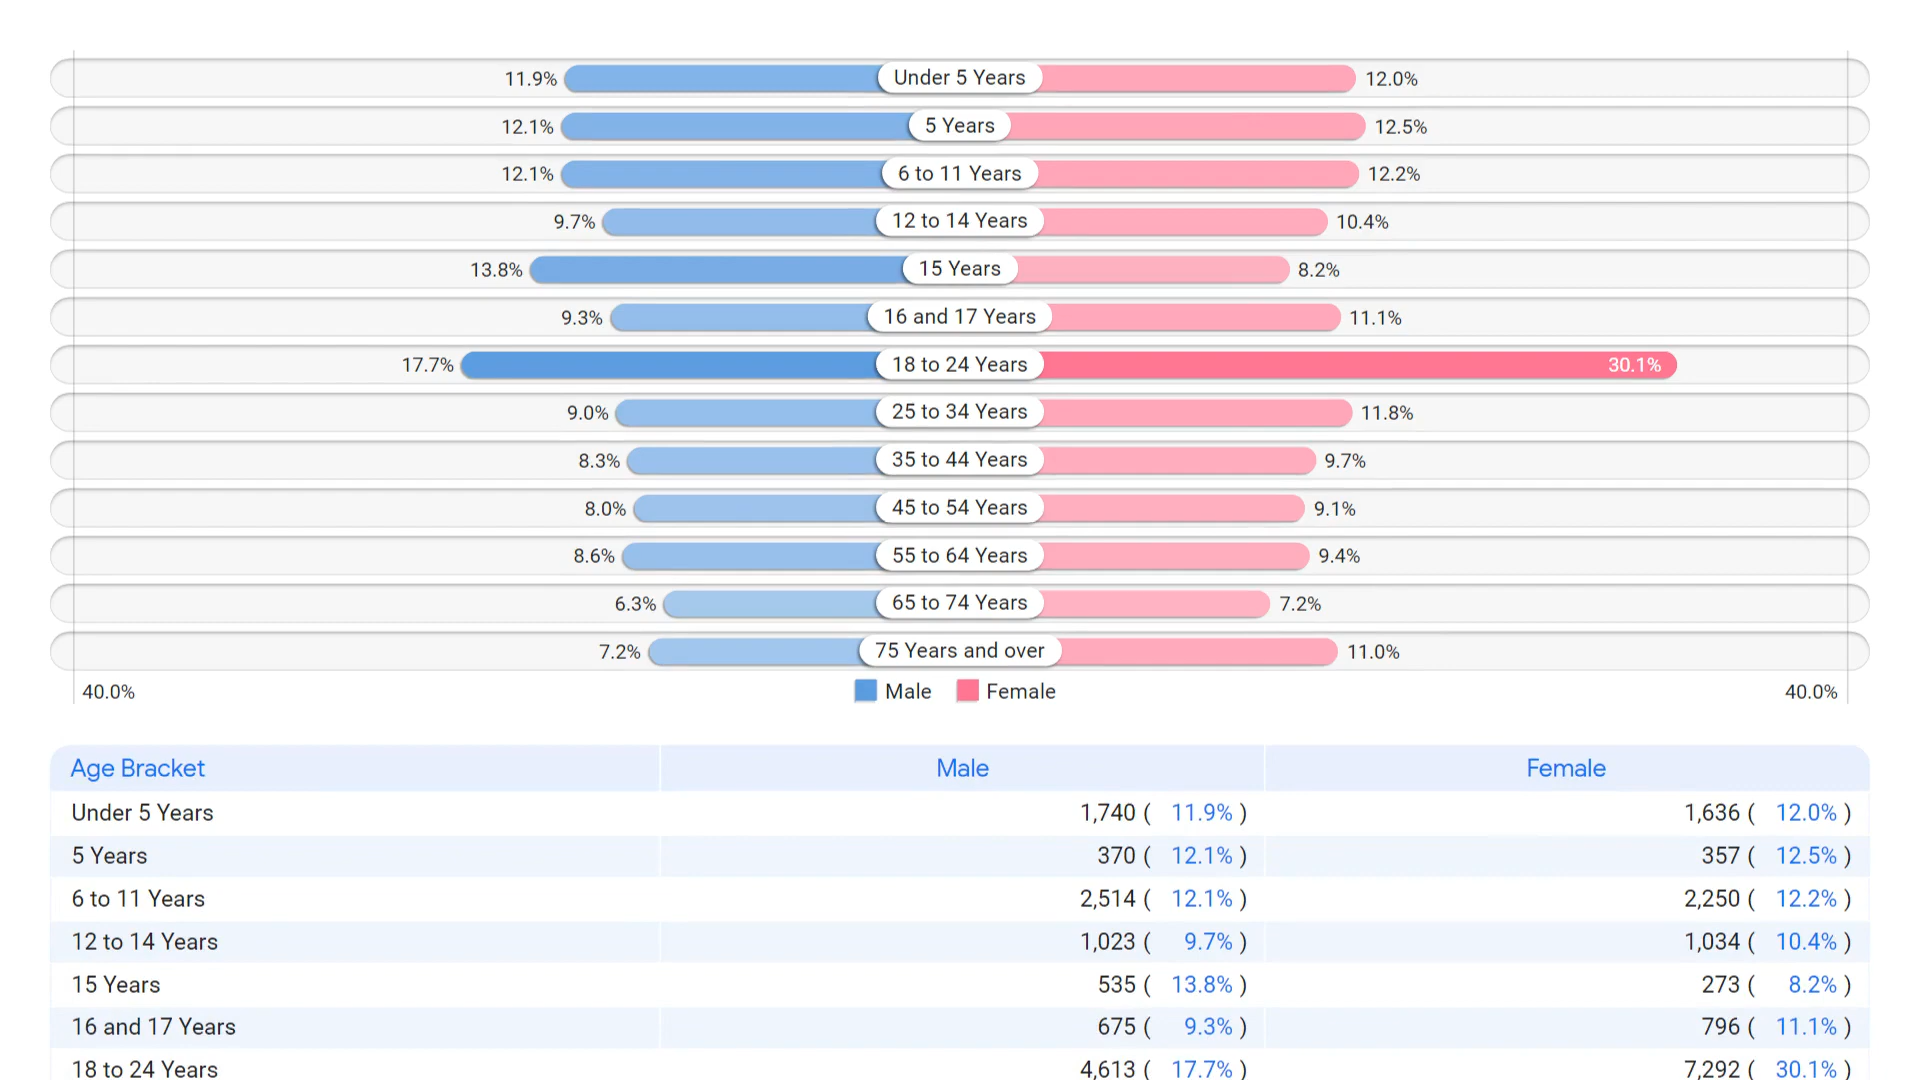 11.9% Under 5 Years 12.0%
12.1% 5 Years 12.5%
12.1% 6 to 11 Years 12.2%
9.7% 12 to 14 Years 10.4%
13.8% 15 Years 8.2%
9.3% 16 and 17 Years 11.1%
17.7% 18 to 24 Years 30.1%
9.0% 25 to 34 Years 11.8%
8.3% 35 to 44 Years 9.7%
8.0% 45 to 54 Years 9.1%
8.6% 55 to 64 Years 9.4%
6.3% 65 to 74 Years 7.2%
7.2% 75 Years and over 11.0%
40.0% Male Female 40.0%
Age Bracket Male Female
Under 5 Years 1,740 ( 11.9% ) 1,636 ( 12.0% )
5 Years 370 ( 12.1% ) 357 ( 12.5% )
6 to 11 Years 2,514 ( 12.1% ) 2,250 ( 12.2% )
12 to 14 Years 1,023 ( 9.7% ) 1,034 ( 10.4% )
15 Years 535 ( 13.8% ) 273 ( 8.2% )
16 and 17 Years 675 ( 9.3% ) 796 ( 11.1% )
18 to 24 Years 4,613 ( 17.7% ) 7,292 ( 30.1% )